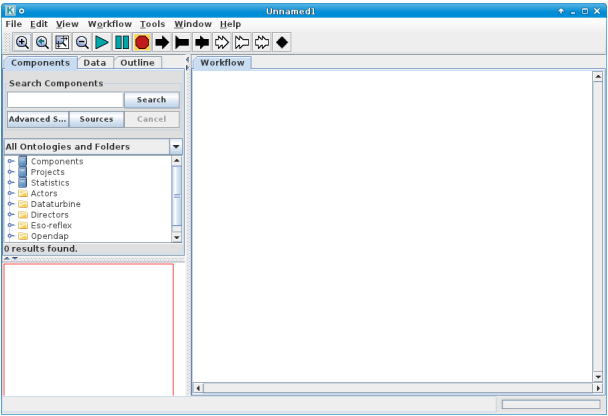 Unnamed1
File Edit View Workflow Tools Window Help
Components Data Outline
Workflow
Search Components
Search
Advanced S... Sources Cancel
All Ontologies and Folders
Components
Projects
Statistics
Actors
Dataturbine
Directors
Eso-reflex
Opendap
0 results found.